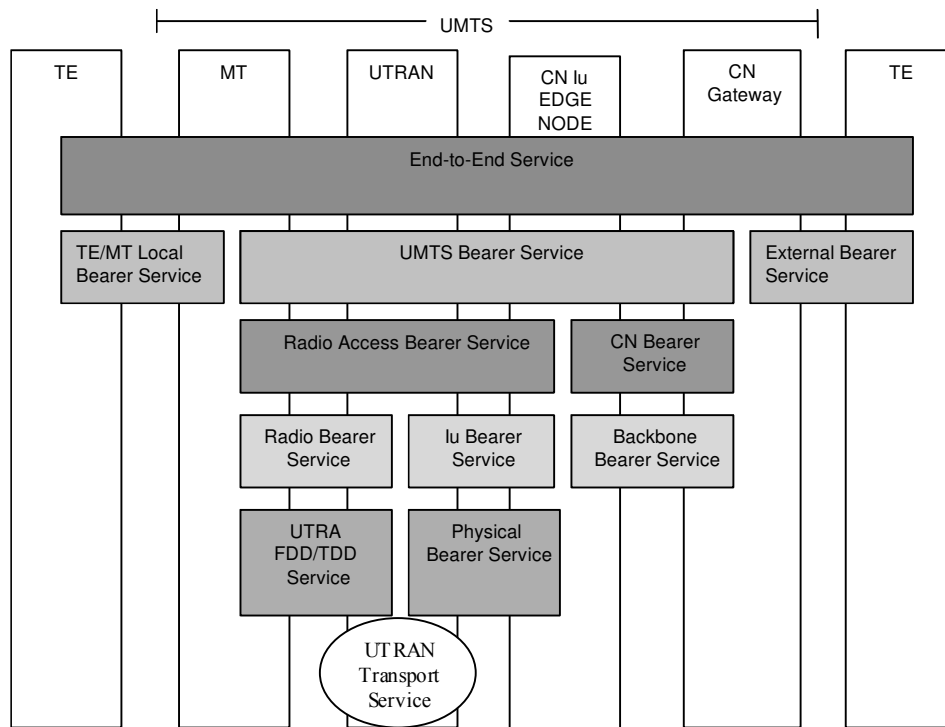 UMTS
TE
MT
UTRAN
CN Iu
EDGE
NODE
CN
Gateway
TE
End-to-End Service
TE/MT Local
Bearer Service
UMTS Bearer Service
External Bearer
Service
Radio Access Bearer Service
CN Bearer
Service
Radio Bearer
Service
Iu Bearer
Service
Backbone
Bearer Service
UTRA
FDD/TDD
Service
Physical
Bearer Service
UTRAN
Transport
Service